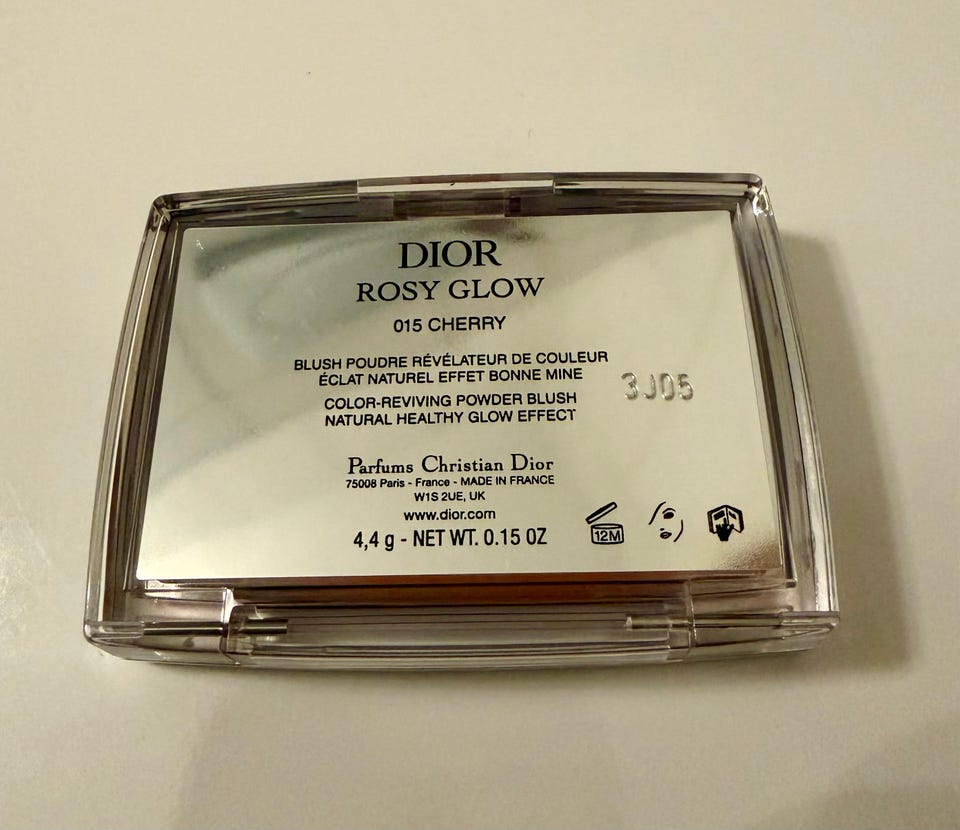 DIOR
ROSY GLOW
015 CHERRY
BLUSH POUDRE RÉVÉLATEUR DE COULEUR
ÉCLAT NATUREL EFFET BONNE MINE
COLOR-REVIVING POWDER BLUSH
NATURAL HEALTHY GLOW EFFECT
3J05
Parfums Christian Dior
75008 Paris - France - MADE IN FRANCE
W1S 2UE, UK
www.dior.com
4,4 g - NET WT. 0.15 OZ
12M